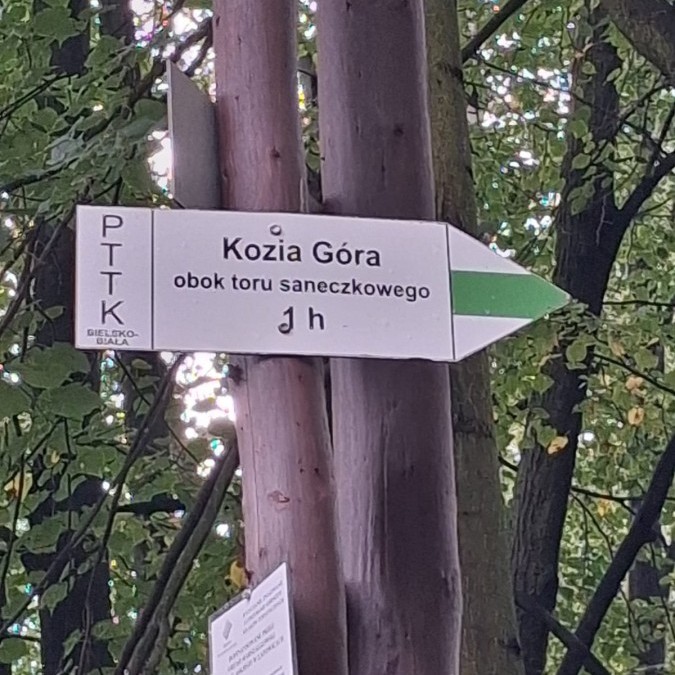 PTTK
BIELSKO-
BIAŁA
Kozia Góra
obok toru saneczkowego
1 h